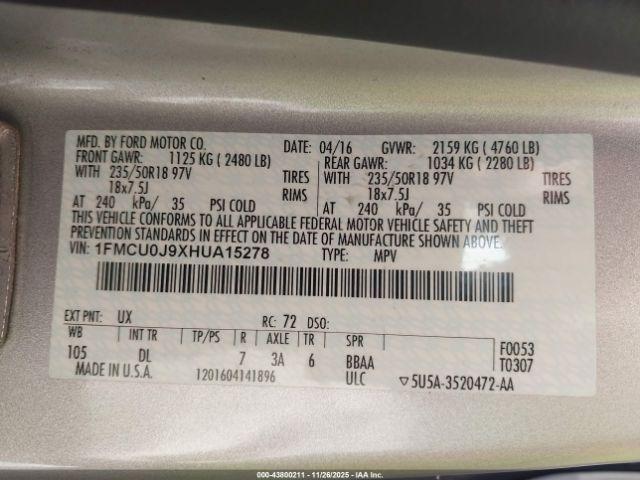 MFD. BY FORD MOTOR CO. DATE: 04/16 GVWR: 2159 KG ( 4760 LB)
FRONT GAWR: 1125 KG ( 2480 LB) REAR GAWR: 1034 KG ( 2280 LB)
WITH 235/50R18 97V TIRES WITH 235/50R18 97V TIRES
18x7.5J RIMS 18x7.5J RIMS
AT 240 kPa/ 35 PSI COLD AT 240 kPa/ 35 PSI COLD
THIS VEHICLE CONFORMS TO ALL APPLICABLE FEDERAL MOTOR VEHICLE SAFETY AND THEFT
PREVENTION STANDARDS IN EFFECT ON THE DATE OF MANUFACTURE SHOWN ABOVE.
VIN: 1FMCU0J9XHUA15278 TYPE: MPV
EXT PNT: UX RC: 72 DSO:
WB INT TR TP/PS R AXLE TR SPR F0053
105 DL 7 3A 6 BBAA T0307
MADE IN U.S.A. 1201604141896 ULC ▽5U5A-3520472-AA
000-43800211 - 11/26/2025 - IAA Inc.